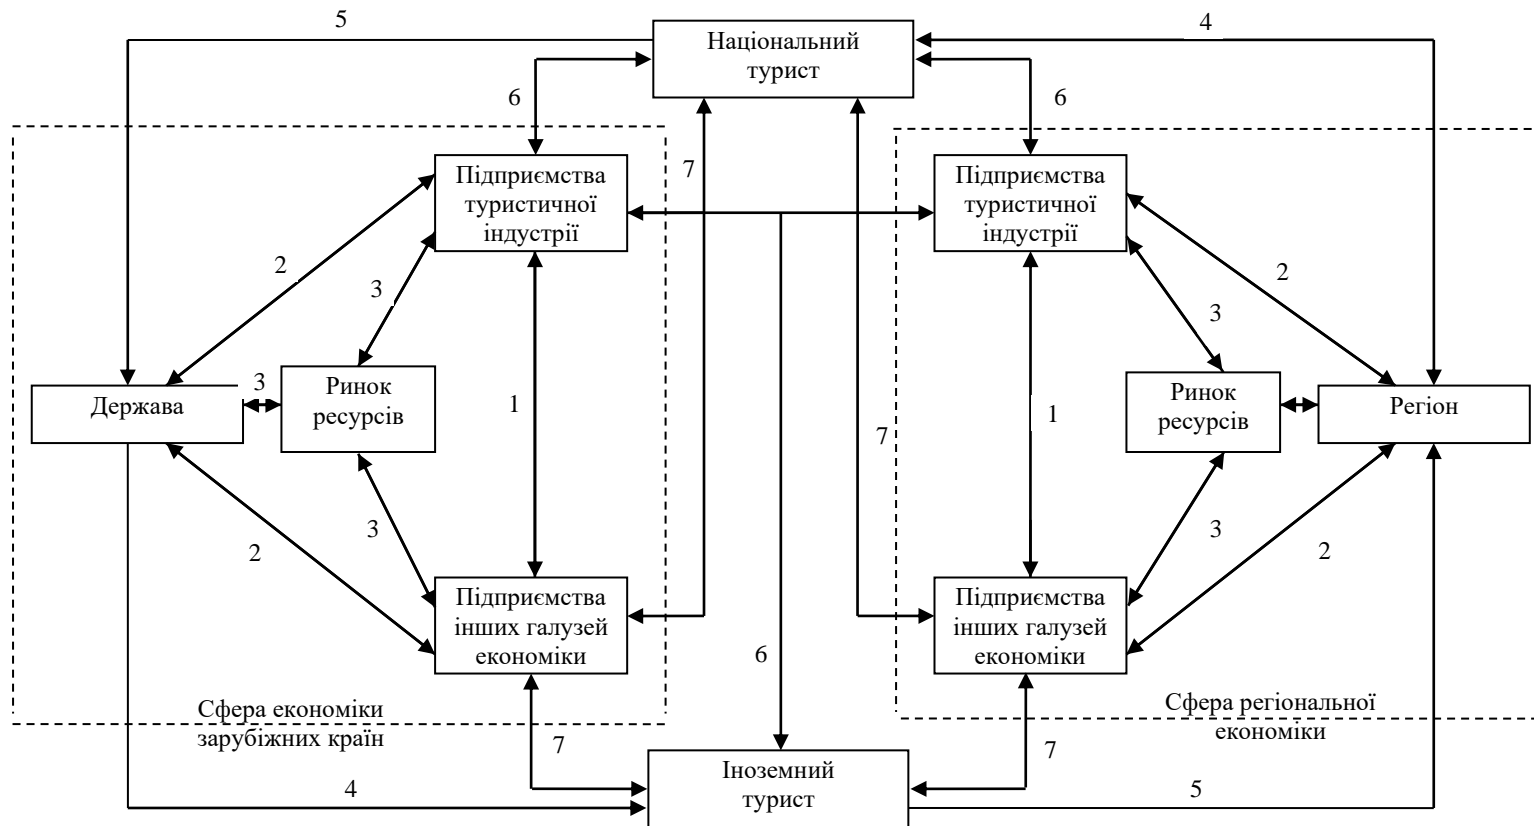 5
Національний
турист
4
6
6
7
Підприємства
туристичної
індустрії
Підприємства
туристичної
індустрії
2
3
2
3
3
Держава
Ринок
ресурсів
1
1
Ринок
ресурсів
Регіон
7
2
3
3
2
Підприємства
інших галузей
економіки
Підприємства
інших галузей
економіки
6
Сфера економіки
зарубіжних країн
Сфера регіональної
економіки
7
7
Іноземний
турист
4
5